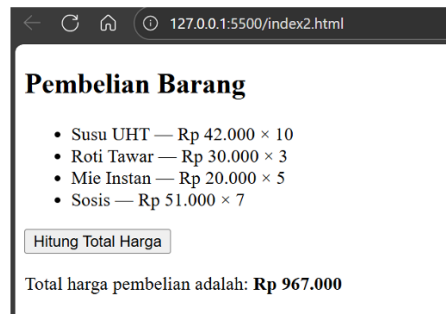 127.0.0.1:5500/index2.html
Pembelian Barang
• Susu UHT — Rp 42.000 × 10
• Roti Tawar — Rp 30.000 × 3
• Mie Instan — Rp 20.000 × 5
• Sosis — Rp 51.000 × 7
Hitung Total Harga
Total harga pembelian adalah: Rp 967.000